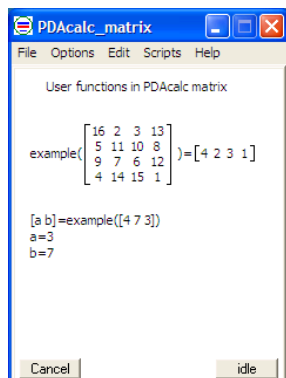 PDAcalc_matrix
File Options Edit Scripts Help
User functions in PDAcalc matrix
16 2 3 13
5 11 10 8
example([ 9 7 6 12 ])=[4 2 3 1]
4 14 15 1
[a b]=example([4 7 3])
a=3
b=7
Cancel idle